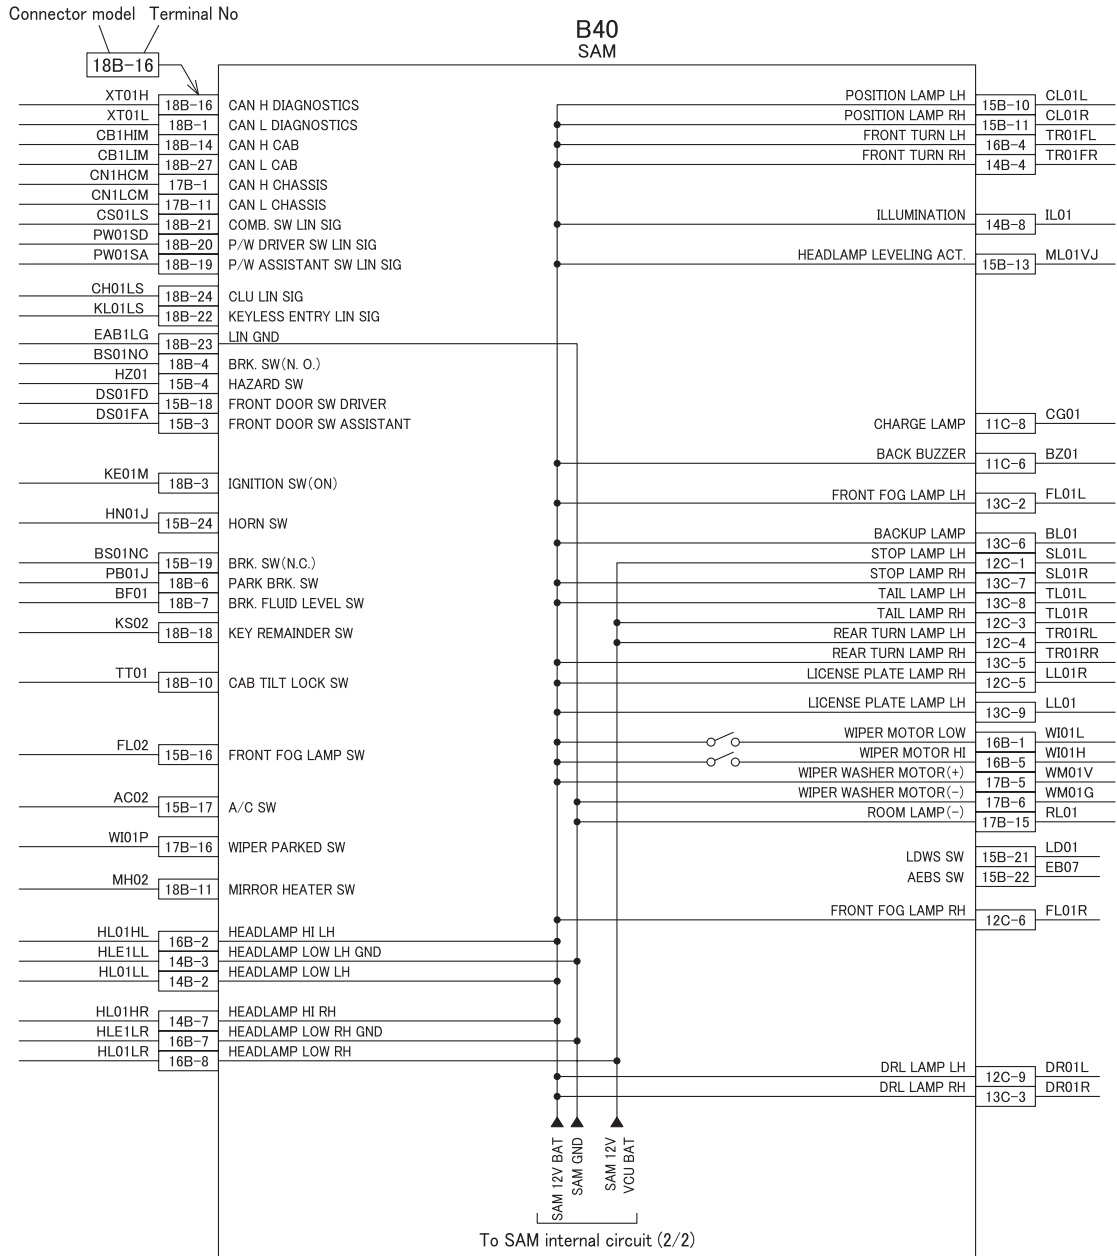 Connector model Terminal No
18B-16
B40
SAM
XT01H 18B-16 CAN H DIAGNOSTICS
XT01L 18B-1 CAN L DIAGNOSTICS
CB1HIM 18B-14 CAN H CAB
CB1LIM 18B-27 CAN L CAB
CN1HCM 17B-1 CAN H CHASSIS
CN1LCM 17B-11 CAN L CHASSIS
CS01LS 18B-21 COMB. SW LIN SIG
PW01SD 18B-20 P/W DRIVER SW LIN SIG
PW01SA 18B-19 P/W ASSISTANT SW LIN SIG
CH01LS 18B-24 CLU LIN SIG
KL01LS 18B-22 KEYLESS ENTRY LIN SIG
EAB1LG 18B-23 LIN GND
BS01NO 18B-4 BRK. SW(N. O.)
HZ01 15B-4 HAZARD SW
DS01FD 15B-18 FRONT DOOR SW DRIVER
DS01FA 15B-3 FRONT DOOR SW ASSISTANT
KE01M 18B-3 IGNITION SW(ON)
HN01J 15B-24 HORN SW
BS01NC 15B-19 BRK. SW(N.C.)
PB01J 18B-6 PARK BRK. SW
BF01 18B-7 BRK. FLUID LEVEL SW
KS02 18B-18 KEY REMAINDER SW
TT01 18B-10 CAB TILT LOCK SW
FL02 15B-16 FRONT FOG LAMP SW
AC02 15B-17 A/C SW
WI01P 17B-16 WIPER PARKED SW
MH02 18B-11 MIRROR HEATER SW
HL01HL 16B-2 HEADLAMP HI LH
HLE1LL 14B-3 HEADLAMP LOW LH GND
HL01LL 14B-2 HEADLAMP LOW LH
HL01HR 14B-7 HEADLAMP HI RH
HLE1LR 16B-7 HEADLAMP LOW RH GND
HL01LR 16B-8 HEADLAMP LOW RH
POSITION LAMP LH 15B-10 CL01L
POSITION LAMP RH 15B-11 CL01R
FRONT TURN LH 16B-4 TR01FL
FRONT TURN RH 14B-4 TR01FR
ILLUMINATION 14B-8 IL01
HEADLAMP LEVELING ACT. 15B-13 ML01VJ
CHARGE LAMP 11C-8 CG01
BACK BUZZER 11C-6 BZ01
FRONT FOG LAMP LH 13C-2 FL01L
BACKUP LAMP 13C-6 BL01
STOP LAMP LH 12C-1 SL01L
STOP LAMP RH 13C-7 SL01R
TAIL LAMP LH 13C-8 TL01L
TAIL LAMP RH 12C-3 TL01R
REAR TURN LAMP LH 12C-4 TR01RL
REAR TURN LAMP RH 13C-5 TR01RR
LICENSE PLATE LAMP RH 12C-5 LL01R
LICENSE PLATE LAMP LH 13C-9 LL01
WIPER MOTOR LOW 16B-1 WI01L
WIPER MOTOR HI 16B-5 WI01H
WIPER WASHER MOTOR(+) 17B-5 WM01V
WIPER WASHER MOTOR(-) 17B-6 WM01G
ROOM LAMP(-) 17B-15 RL01
LDWS SW 15B-21 LD01
AEBS SW 15B-22 EB07
FRONT FOG LAMP RH 12C-6 FL01R
DRL LAMP LH 12C-9 DR01L
DRL LAMP RH 13C-3 DR01R
SAM 12V BAT
SAM GND
SAM 12V
VCU BAT
To SAM internal circuit (2/2)